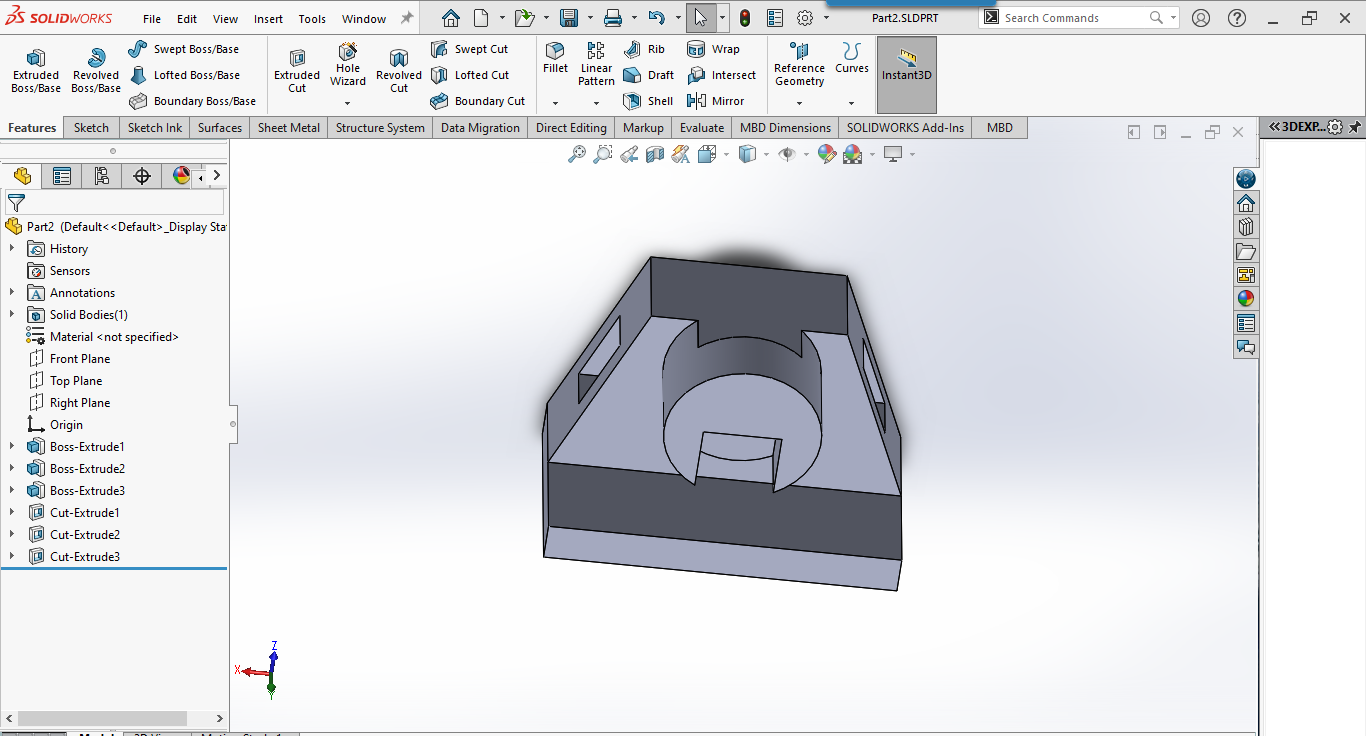 SOLIDWORKS File Edit View Insert Tools Window Part2.SLDPRT Search Commands
Extruded Boss/Base
Revolved Boss/Base
Swept Boss/Base
Lofted Boss/Base
Boundary Boss/Base
Extruded Cut
Hole Wizard
Revolved Cut
Swept Cut
Lofted Cut
Boundary Cut
Fillet
Linear Pattern
Rib
Draft
Shell
Wrap
Intersect
Mirror
Reference Geometry
Curves
Instant3D
Features Sketch Sketch Ink Surfaces Sheet Metal Structure System Data Migration Direct Editing Markup Evaluate MBD Dimensions SOLIDWORKS Add-Ins MBD
3DEXP...
Part2 (Default<<Default>_Display Sta
History
Sensors
Annotations
Solid Bodies(1)
Material <not specified>
Front Plane
Top Plane
Right Plane
Origin
Boss-Extrude1
Boss-Extrude2
Boss-Extrude3
Cut-Extrude1
Cut-Extrude2
Cut-Extrude3
Z
X
Y